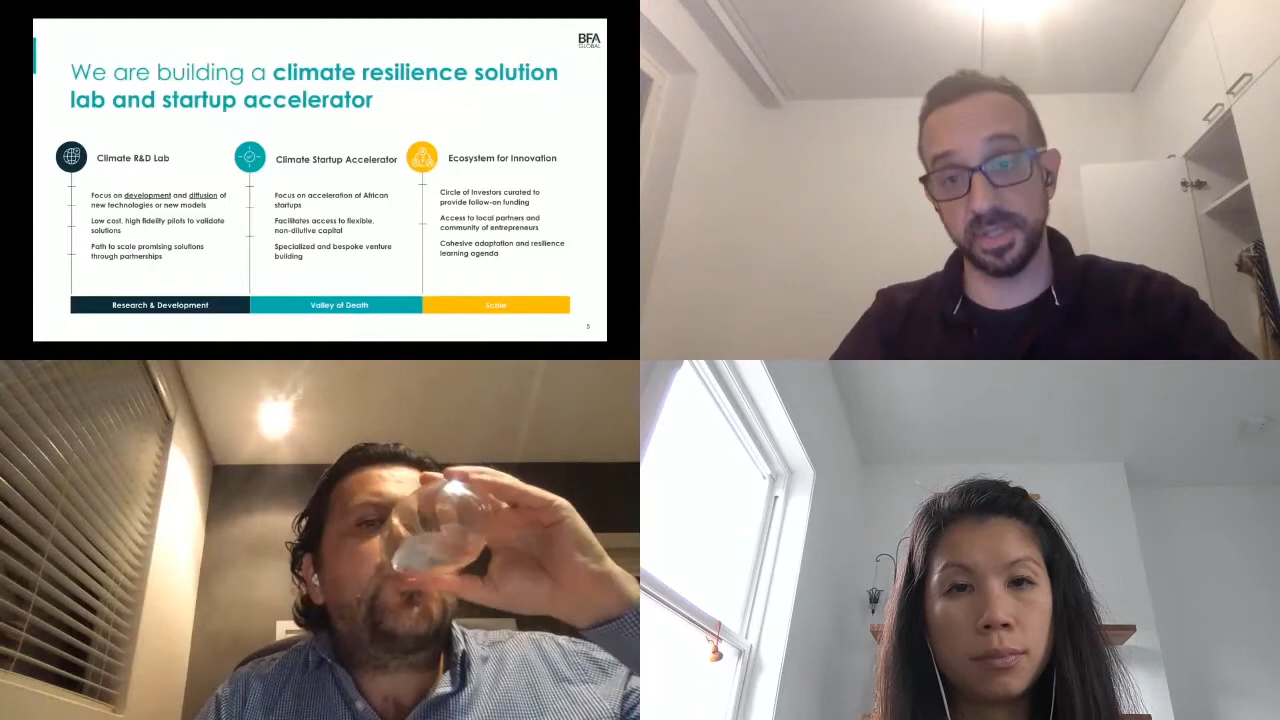 BFA
GLOBAL
We are building a climate resilience solution
lab and startup accelerator
Climate R&D Lab
Focus on development and diffusion of
new technologies or new models
Low cost, high fidelity pilots to validate
solutions
Path to scale promising solutions
through partnerships
Climate Startup Accelerator
Focus on acceleration of African
startups
Facilitates access to flexible,
non-dilutive capital
Specialized and bespoke venture
building
Ecosystem for Innovation
Circle of Investors curated to
provide follow-on funding
Access to local partners and
community of entrepreneurs
Cohesive adaptation and resilience
learning agenda
Research & Development
Valley of Death
Scale
5